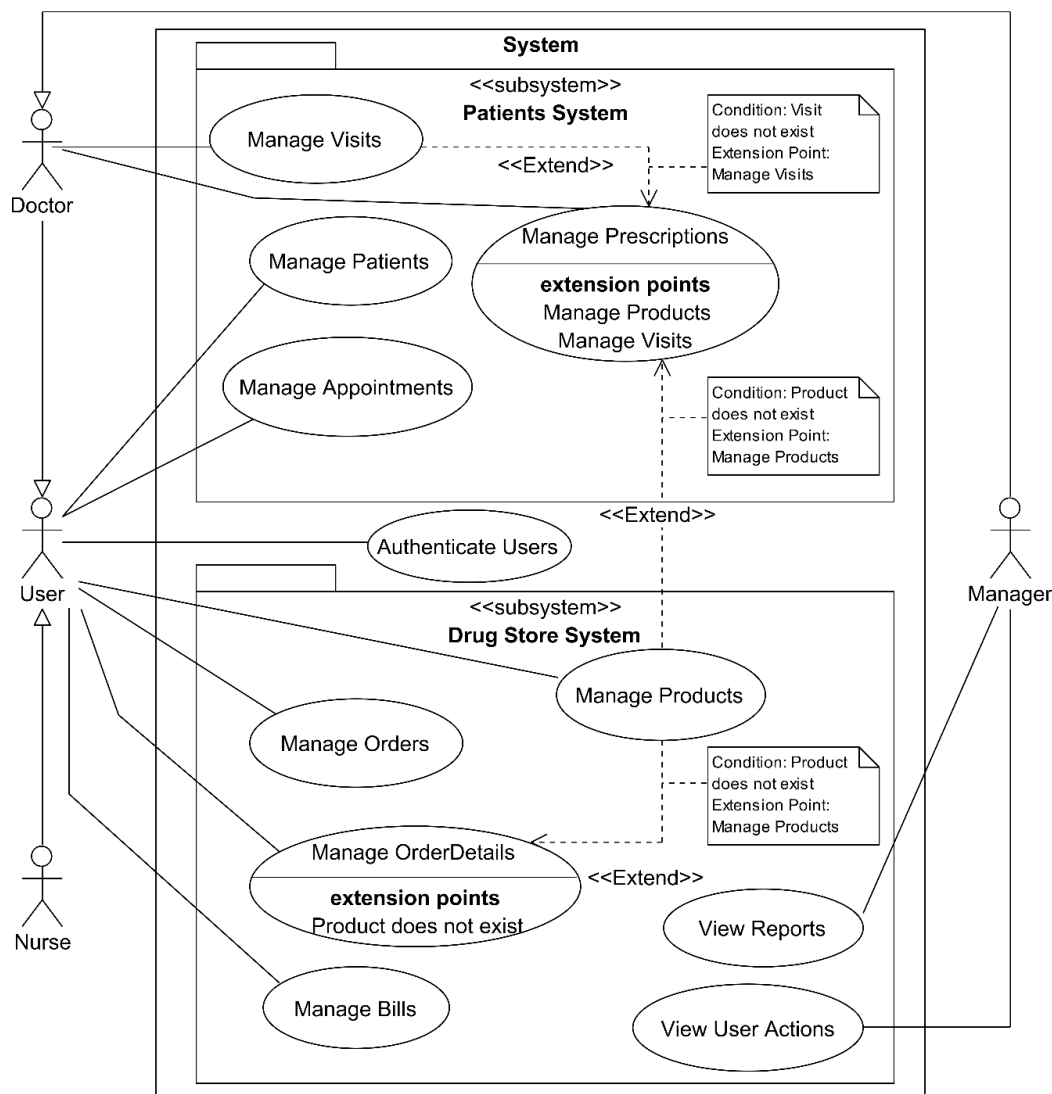 System
<<subsystem>>
Patients System
Condition: Visit
does not exist
Extension Point:
Manage Visits
Manage Visits
<<Extend>>
Doctor
Manage Prescriptions
extension points
Manage Products
Manage Visits
Manage Patients
Manage Appointments
Condition: Product
does not exist
Extension Point:
Manage Products
<<Extend>>
Authenticate Users
User
Manager
<<subsystem>>
Drug Store System
Manage Products
Manage Orders
Condition: Product
does not exist
Extension Point:
Manage Products
Manage OrderDetails
extension points
Product does not exist
<<Extend>>
Nurse
View Reports
Manage Bills
View User Actions